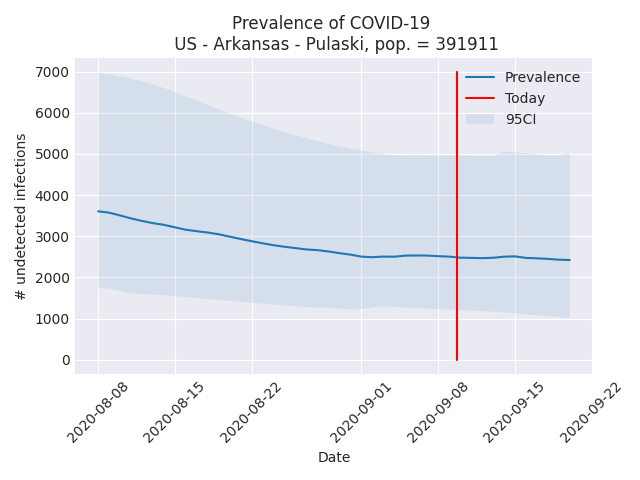 Prevalence of COVID-19
US - Arkansas - Pulaski, pop. = 391911
7000
6000
5000
4000
3000
2000
1000
0
# undetected infections
Prevalence
Today
95CI
2020-08-08
2020-08-15
2020-08-22
2020-09-01
2020-09-08
2020-09-15
2020-09-22
Date